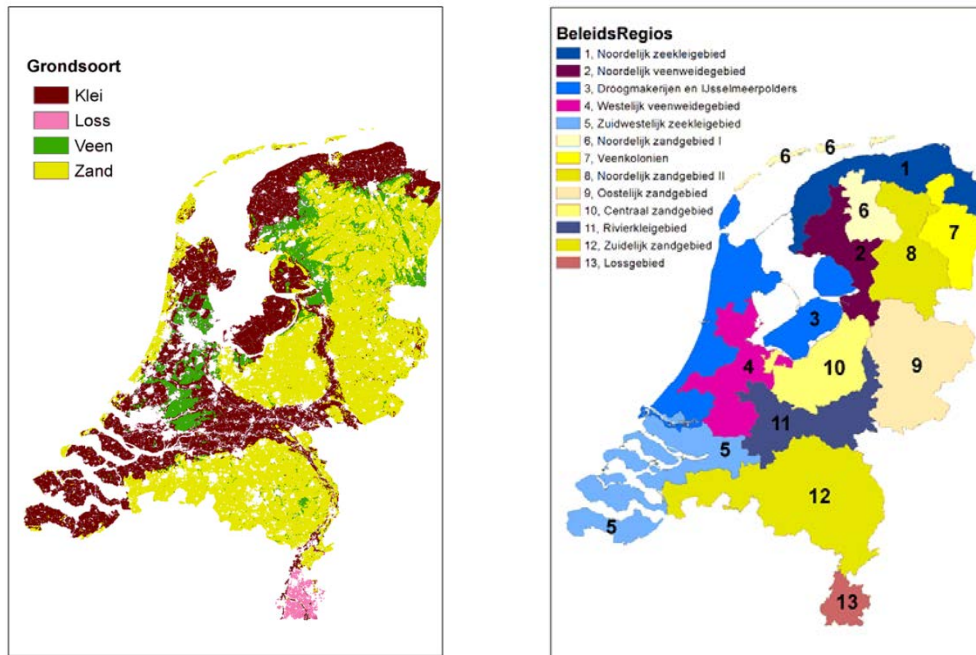 Grondsoort
Klei
Loss
Veen
Zand
BeleidsRegios
1, Noordelijk zeekleigebied
2, Noordelijk veenweidegebied
3, Droogmakerijen en IJsselmeerpolders
4, Westelijk veenweidegebied
5, Zuidwestelijk zeekleigebied
6, Noordelijk zandgebied I
7, Veenkolonien
8, Noordelijk zandgebied II
9, Oostelijk zandgebied
10, Centraal zandgebied
11, Rivierkleigebied
12, Zuidelijk zandgebied
13, Lossgebied
6
6
1
6
7
2
8
3
4
10
9
11
5
12
5
13